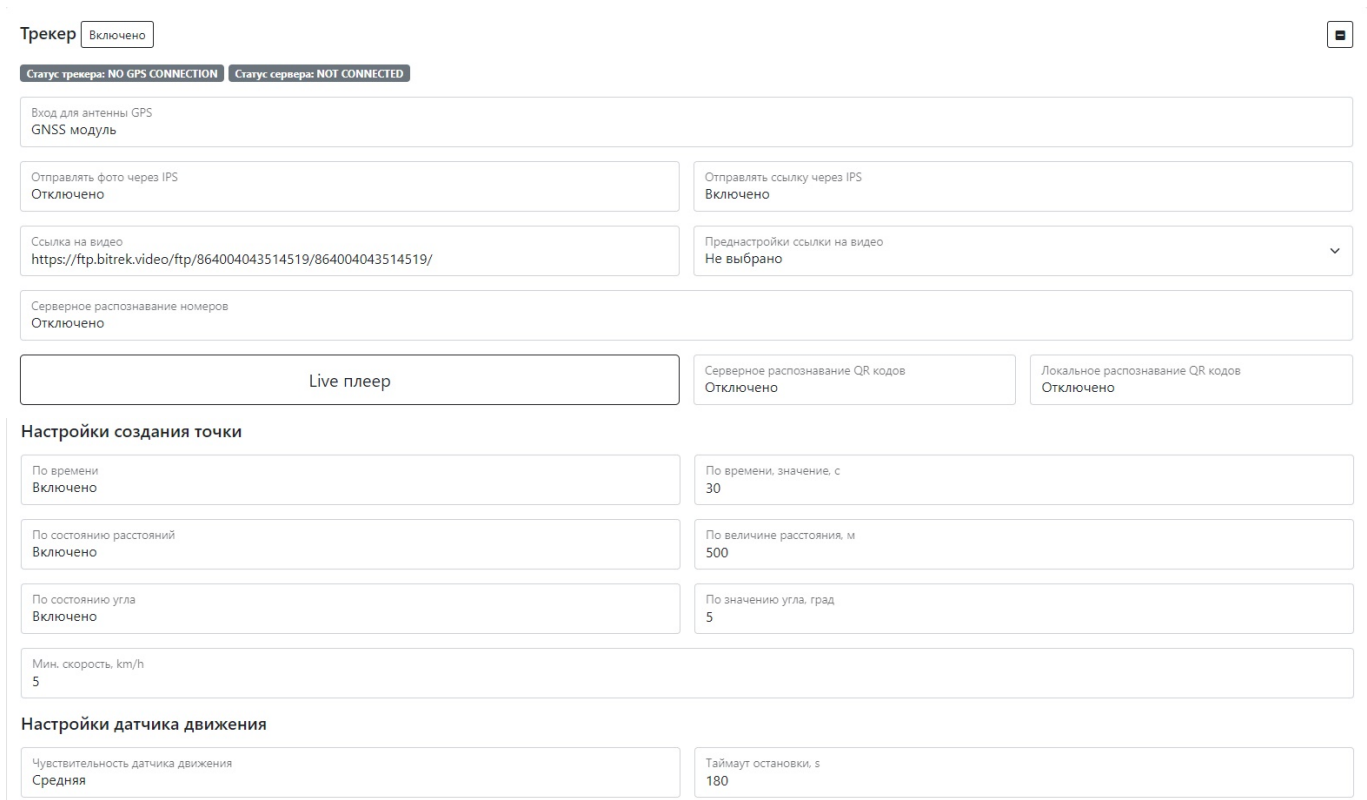 Трекер Включено
Статус трекера: NO GPS CONNECTION Статус сервера: NOT CONNECTED
Вход для антенны GPS
GNSS модуль
Отправлять фото через IPS
Отключено
Отправлять ссылку через IPS
Включено
Ссылка на видео
https://ftp.bitrek.video/ftp/864004043514519/864004043514519/
Преднастройки ссылки на видео
Не выбрано
Серверное распознавание номеров
Отключено
Live плеер
Серверное распознавание QR кодов
Отключено
Локальное распознавание QR кодов
Отключено
Настройки создания точки
По времени
Включено
По времени, значение, с
30
По состоянию расстояний
Включено
По величине расстояния, м
500
По состоянию угла
Включено
По значению угла, град
5
Мин. скорость, km/h
5
Настройки датчика движения
Чувствительность датчика движения
Средняя
Таймаут остановки, s
180